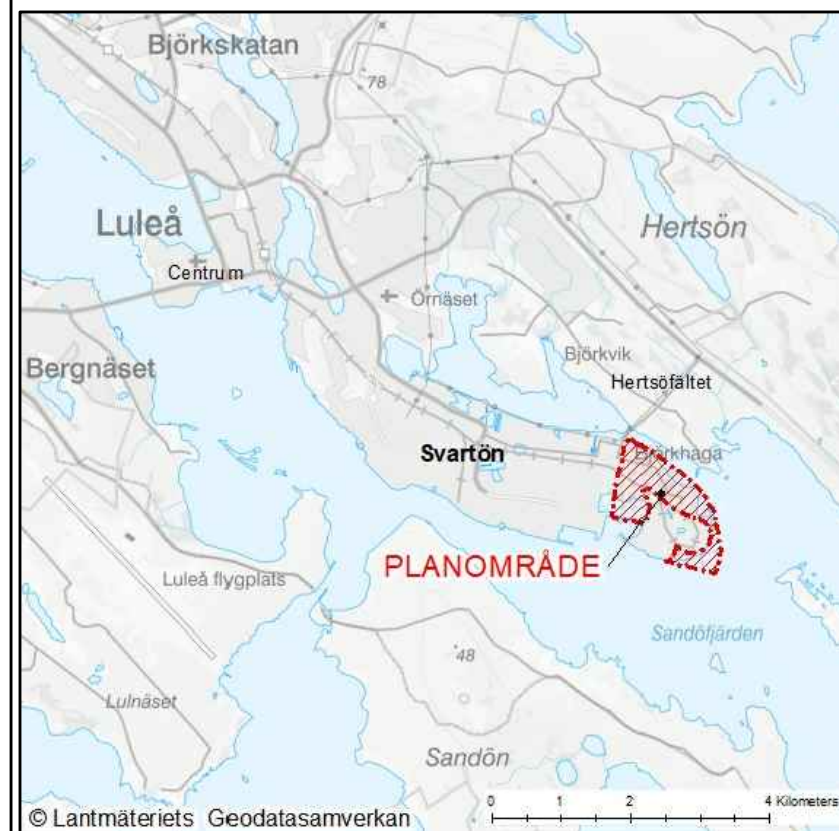 Björkskatan
78
Luleå
Hertsön
Centrum
Örnäset
Bergnäset
Björkvik
Hertsöfältet
Svartön
Björkhaga
PLANOMRÅDE
Luleå flygplats
Sandöfjärden
48
Lulnäset
Sandön
0 1 2 4 Kilometers
© Lantmäteriets Geodatasamverkan